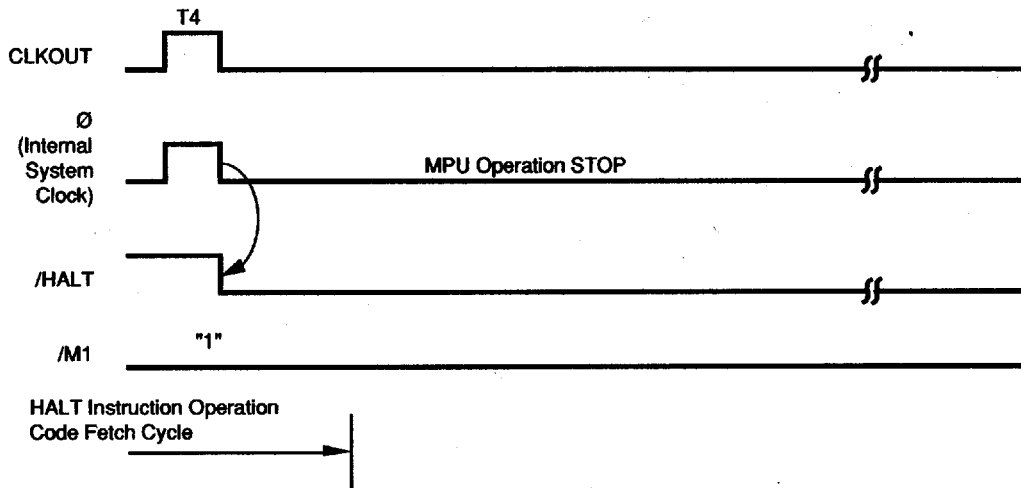 T4
CLKOUT
Ø
(Internal
System
Clock)
MPU Operation STOP
/HALT
"1"
/M1
HALT Instruction Operation
Code Fetch Cycle